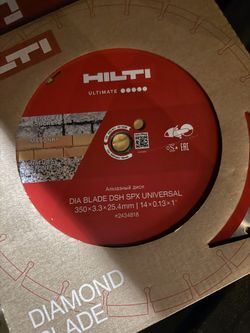 HILTI
ULTIMATE
Алмазный диск
DIA BLADE DSH SPX UNIVERSAL
350×3.3×25.4mm | 14×0.13×1"
#2434818
DIAMOND
BLADE